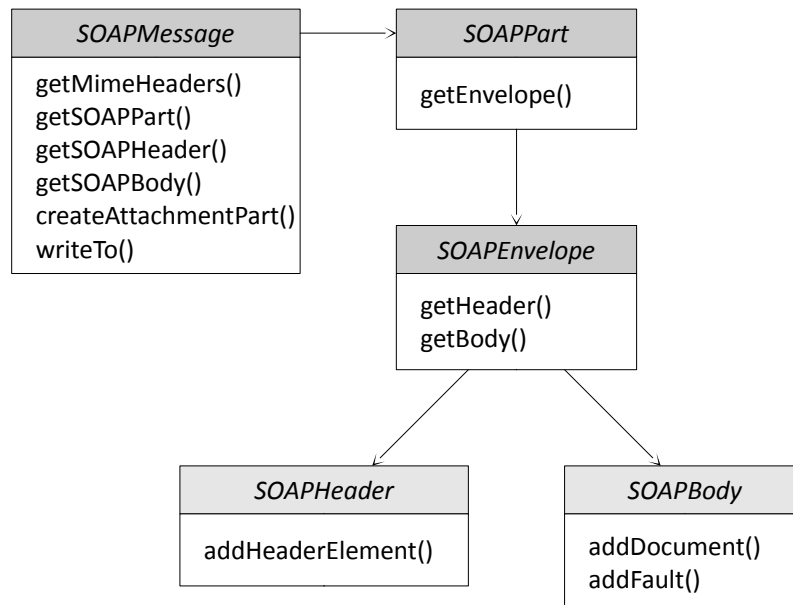 SOAPMessage
getMimeHeaders()
getSOAPPart()
getSOAPHeader()
getSOAPBody()
createAttachmentPart()
writeTo()
SOAPPart
getEnvelope()
SOAPEnvelope
getHeader()
getBody()
SOAPHeader
addHeaderElement()
SOAPBody
addDocument()
addFault()